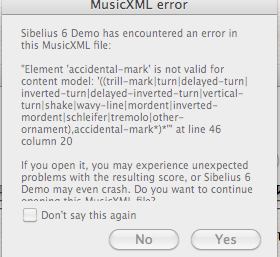 MusicXML error
Sibelius 6 Demo has encountered an error in
this MusicXML file:
"Element 'accidental-mark' is not valid for
content model: '((trill-mark|turn|delayed-turn|
inverted-turn|delayed-inverted-turn|vertical-
turn|shake|wavy-line|mordent|inverted-
mordent|schleifer|tremolo|other-
ornament),accidental-mark*)*'" at line 46
column 20
If you open it, you may experience unexpected
problems with the resulting score, or Sibelius 6
Demo may even crash. Do you want to continue
opening this MusicXML file?
Don't say this again
No Yes